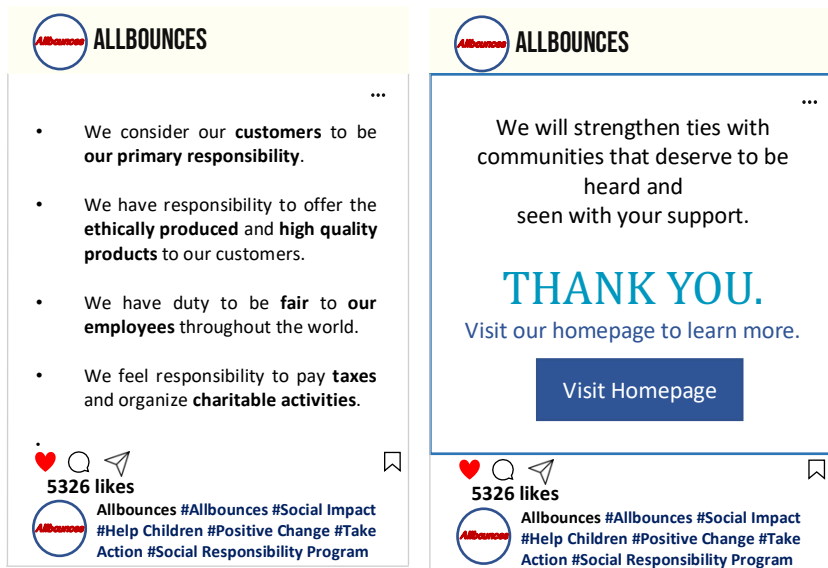 Allbounces ALLBOUNCES
...
• We consider our customers to be
our primary responsibility.
• We have responsibility to offer the
ethically produced and high quality
products to our customers.
• We have duty to be fair to our
employees throughout the world.
• We feel responsibility to pay taxes
and organize charitable activities.
.
5326 likes
Allbounces
Allbounces #Allbounces #Social Impact
#Help Children #Positive Change #Take
Action #Social Responsibility Program
Allbounces ALLBOUNCES
...
We will strengthen ties with
communities that deserve to be
heard and
seen with your support.
THANK YOU.
Visit our homepage to learn more.
Visit Homepage
5326 likes
Allbounces
Allbounces #Allbounces #Social Impact
#Help Children #Positive Change #Take
Action #Social Responsibility Program